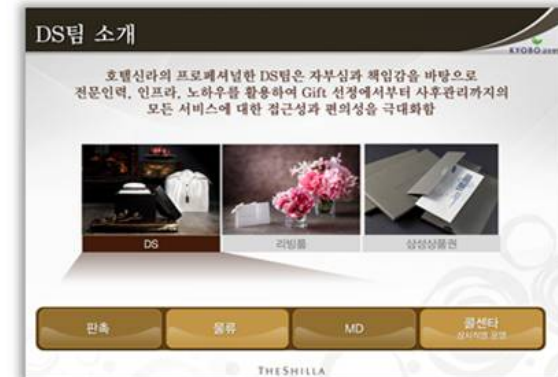 DS팀 소개
KYOBO
호텔신라의 프로페셔널한 DS팀은 자부심과 책임감을 바탕으로
전문인력, 인프라, 노하우를 활용하여 Gift 선정에서부터 사후관리까지의
모든 서비스에 대한 접근성과 편의성을 극대화함
DS
리빙룸
삼성상품권
판촉
물류
MD
콜센타
THESHILLA